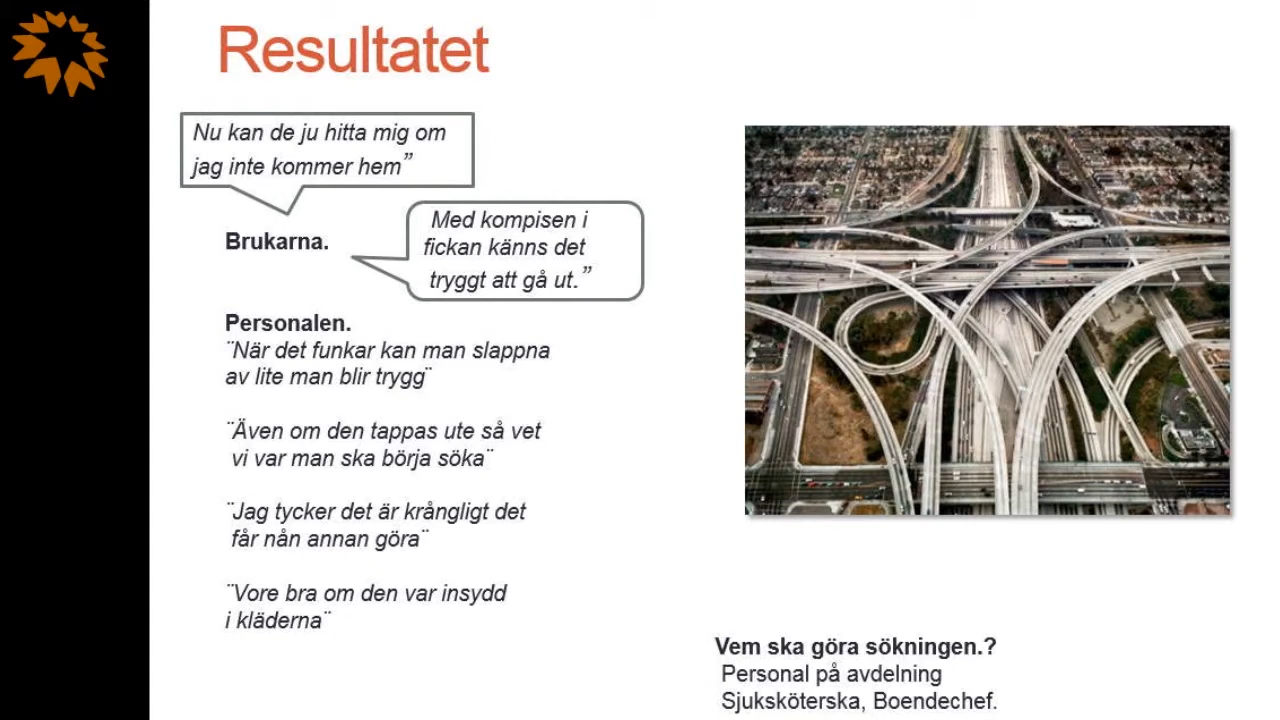 Resultatet
Nu kan de ju hitta mig om
jag inte kommer hem”
Brukarna.
Med kompisen i
fickan känns det
tryggt att gå ut.”
Personalen.
¨När det funkar kan man slappna
av lite man blir trygg¨
¨Även om den tappas ute så vet
vi var man ska börja söka¨
¨Jag tycker det är krångligt det
får nån annan göra¨
¨Vore bra om den var insydd
i kläderna¨
Vem ska göra sökningen.?
Personal på avdelning
Sjuksköterska, Boendechef.